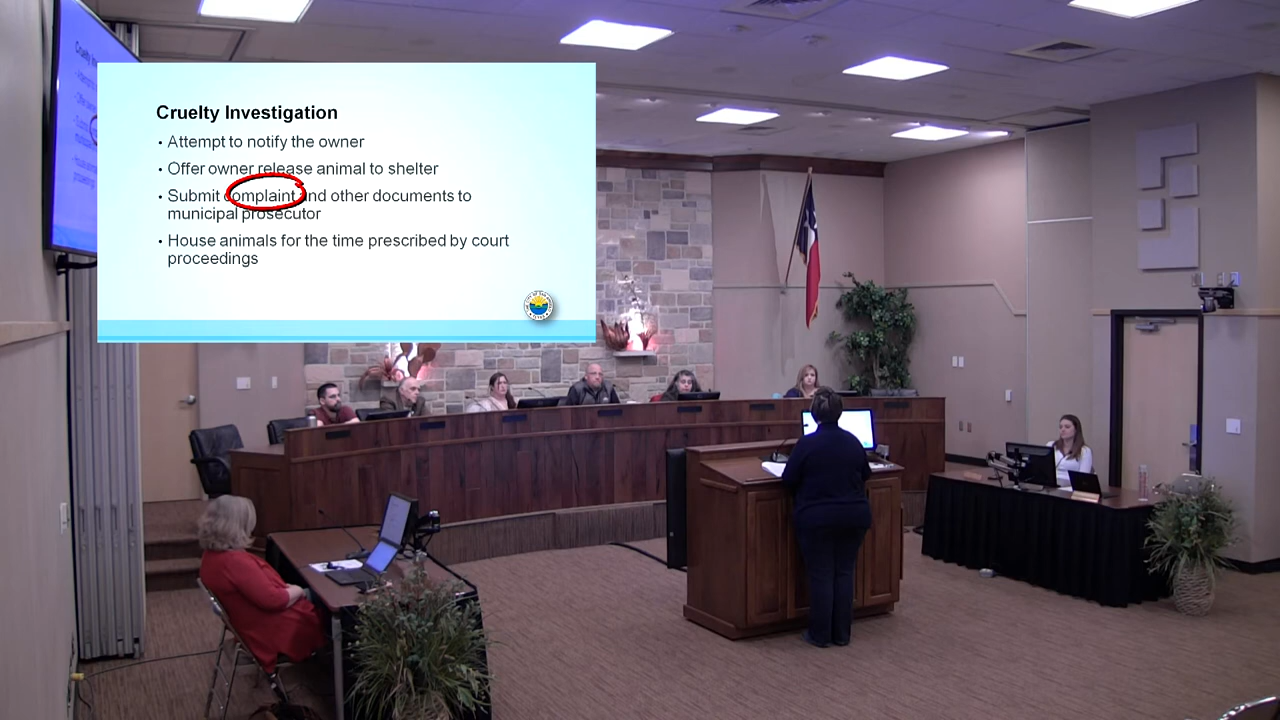 Cruelty Investigation
• Attempt to notify the owner
• Offer owner release animal to shelter
• Submit complaint and other documents to
municipal prosecutor
• House animals for the time prescribed by court
proceedings